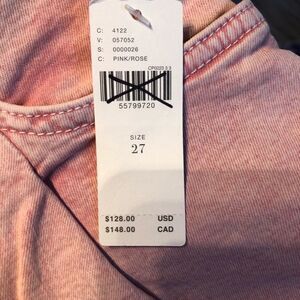 C: 4122
V: 057052
S: 0000026
C: PINK/ROSE
55799720
SIZE
27
$128.00 USD
$148.00 CAD